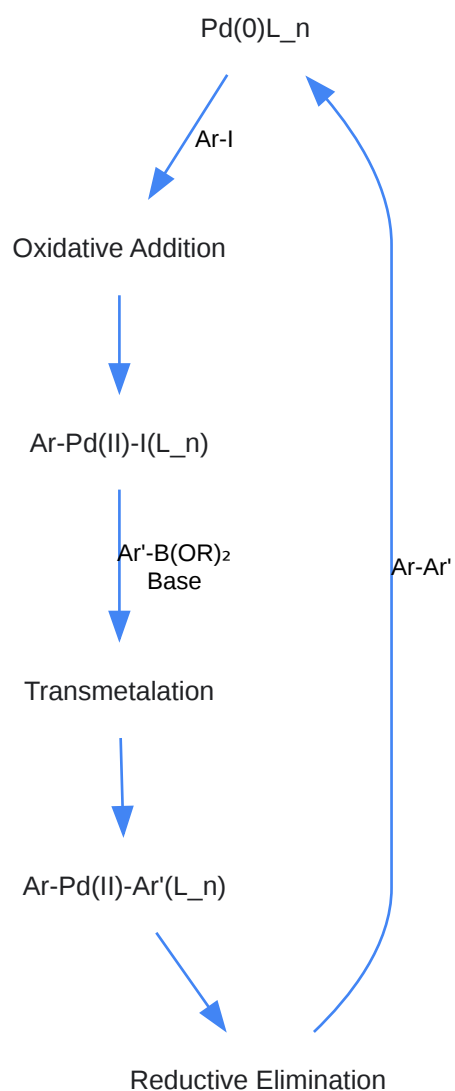 Pd(0)L_n
Ar-I
Oxidative Addition
Ar-Pd(II)-I(L_n)
Ar'-B(OR)₂
Base
Ar-Ar'
Transmetalation
Ar-Pd(II)-Ar'(L_n)
Reductive Elimination